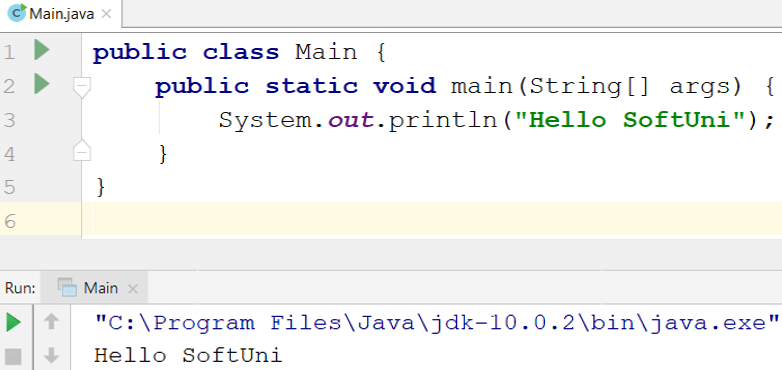 Main.java
1 public class Main {
2 public static void main(String[] args) {
3 System.out.println("Hello SoftUni");
4 }
5 }
6
Run: Main
"C:\Program Files\Java\jdk-10.0.2\bin\java.exe"
Hello SoftUni